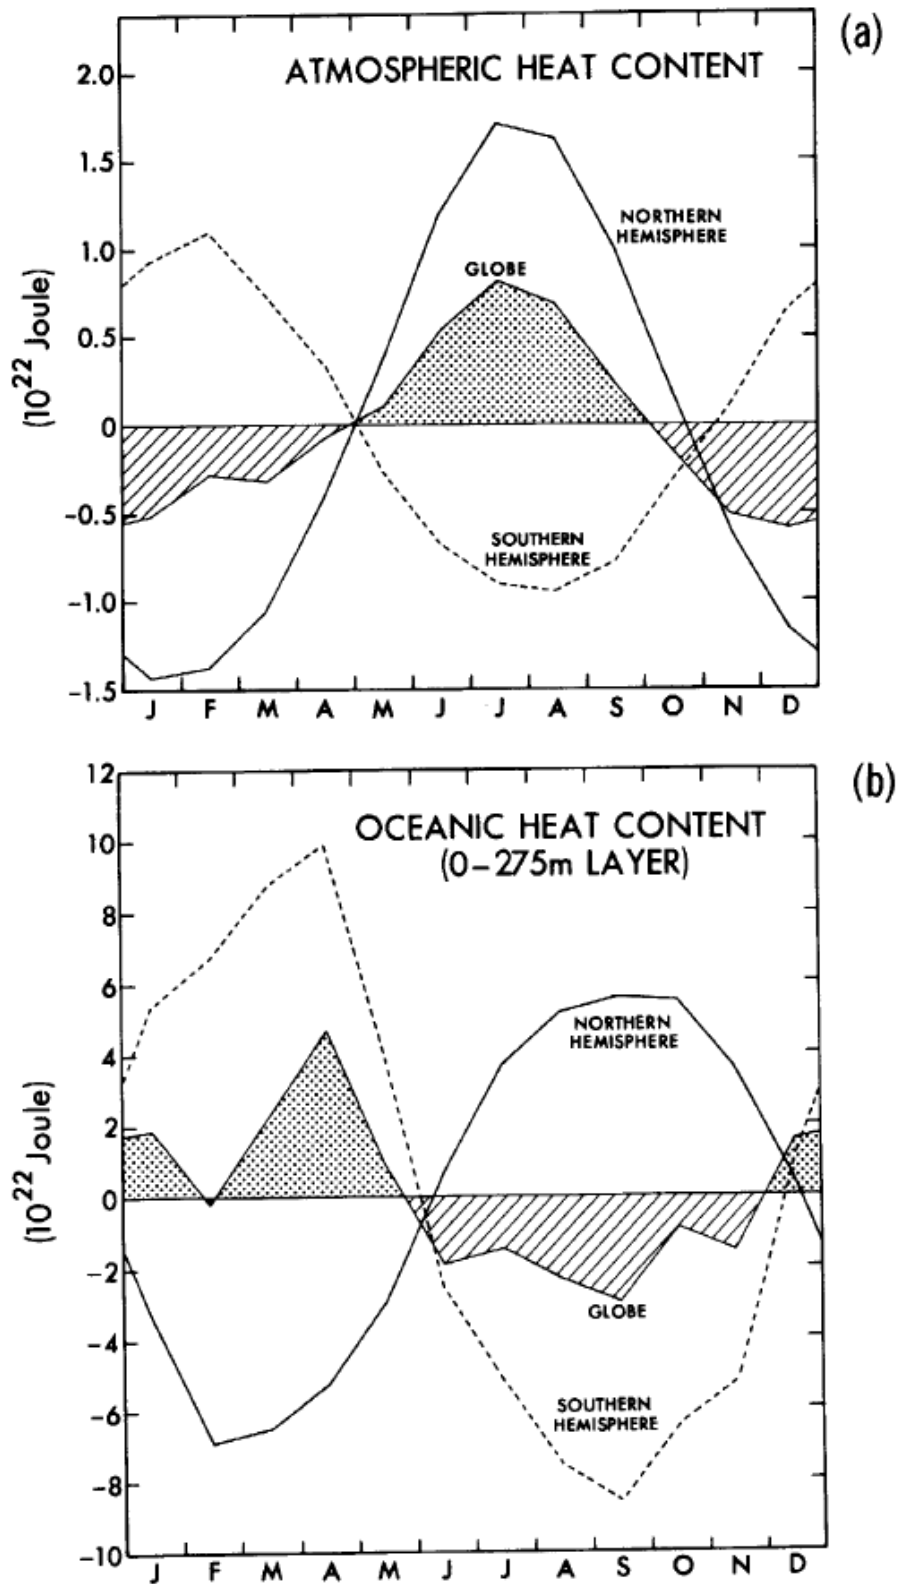 (a)
ATMOSPHERIC HEAT CONTENT
2.0
1.5
1.0
0.5
0
−0.5
−1.0
−1.5
(10²² Joule)
NORTHERN
HEMISPHERE
GLOBE
SOUTHERN
HEMISPHERE
J F M A M J J A S O N D
(b)
OCEANIC HEAT CONTENT
(0−275m LAYER)
12
10
8
6
4
2
0
−2
−4
−6
−8
−10
(10²² Joule)
NORTHERN
HEMISPHERE
GLOBE
SOUTHERN
HEMISPHERE
J F M A M J J A S O N D